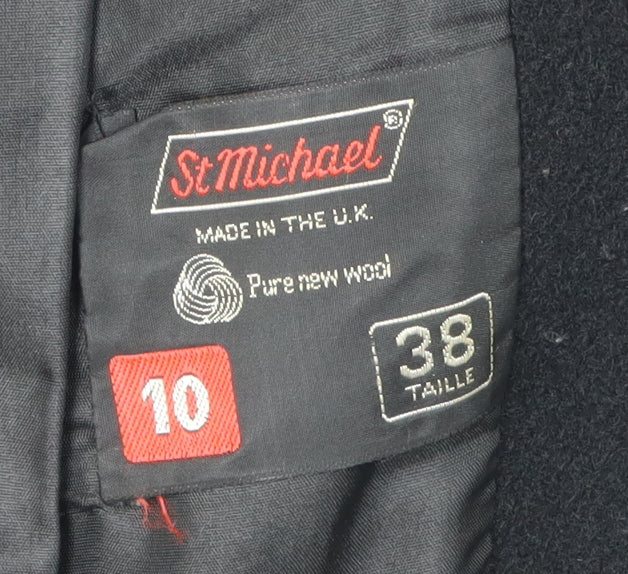 St Michael®
MADE IN THE U.K.
Pure new wool
10
38
TAILLE